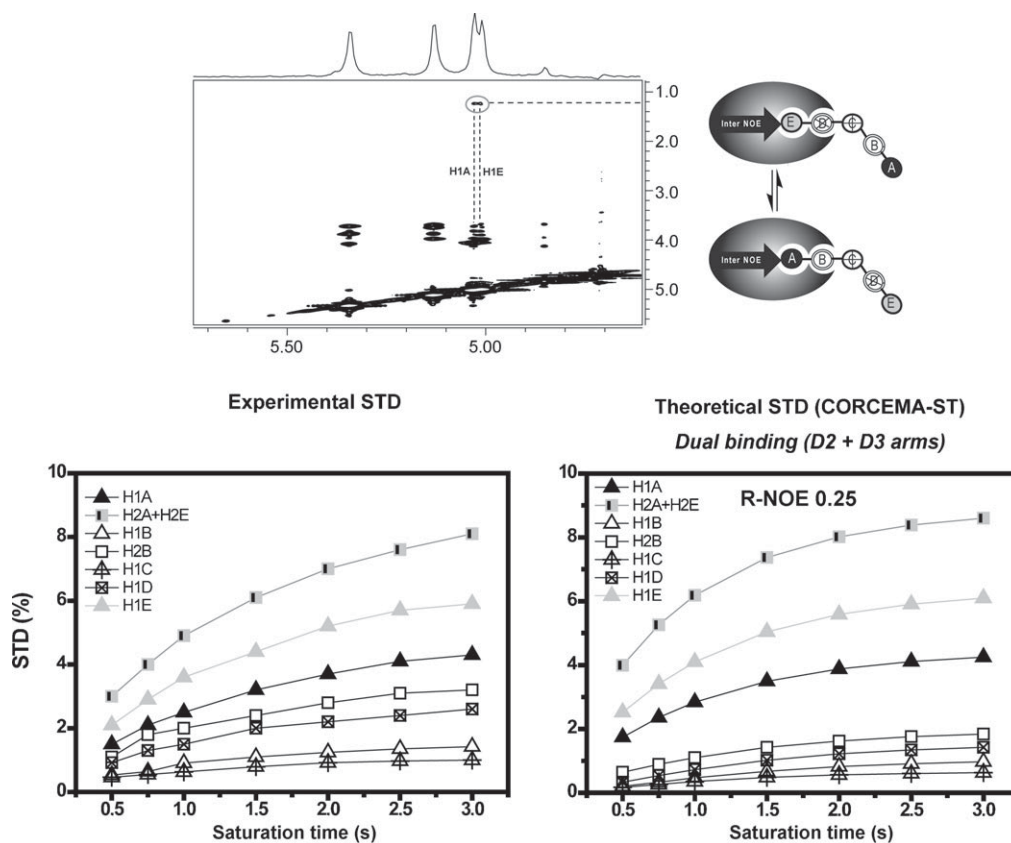 1.0
2.0
3.0
4.0
5.0
5.50
5.00
H1A
H1E
Inter NOE
E
D
C
B
A
Inter NOE
A
B
C
D
E
Experimental STD
STD (%)
10
8
6
4
2
0
H1A
H2A+H2E
H1B
H2B
H1C
H1D
H1E
0.5 1.0 1.5 2.0 2.5 3.0
Saturation time (s)
Theoretical STD (CORCEMA-ST)
Dual binding (D2 + D3 arms)
R-NOE 0.25
10
8
6
4
2
0
H1A
H2A+H2E
H1B
H2B
H1C
H1D
H1E
0.5 1.0 1.5 2.0 2.5 3.0
Saturation time (s)